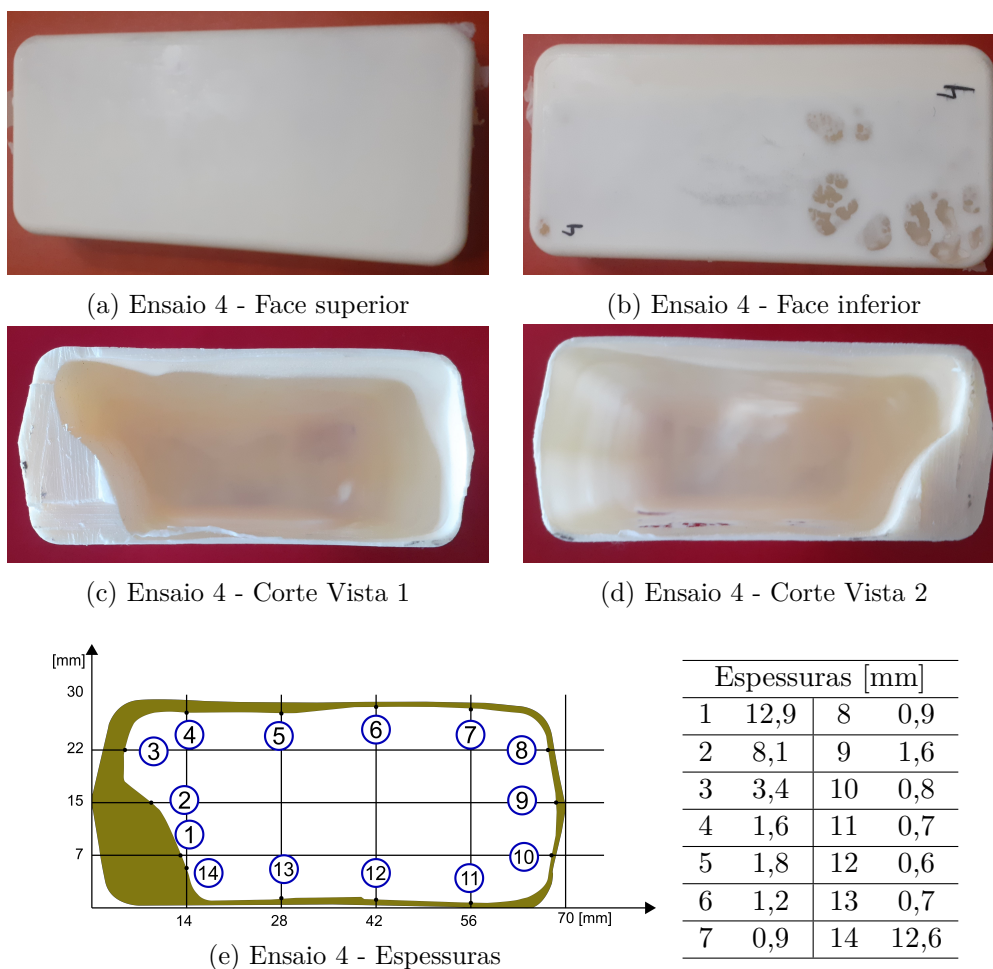 4
4
(a) Ensaio 4 - Face superior
(b) Ensaio 4 - Face inferior
(c) Ensaio 4 - Corte Vista 1
(d) Ensaio 4 - Corte Vista 2
[mm]
30
22
15
7
14 28 42 56 70 [mm]
1
2
3
4
5
6
7
8
9
10
11
12
13
14
(e) Ensaio 4 - Espessuras
Espessuras [mm]
1 12,9 8 0,9
2 8,1 9 1,6
3 3,4 10 0,8
4 1,6 11 0,7
5 1,8 12 0,6
6 1,2 13 0,7
7 0,9 14 12,6